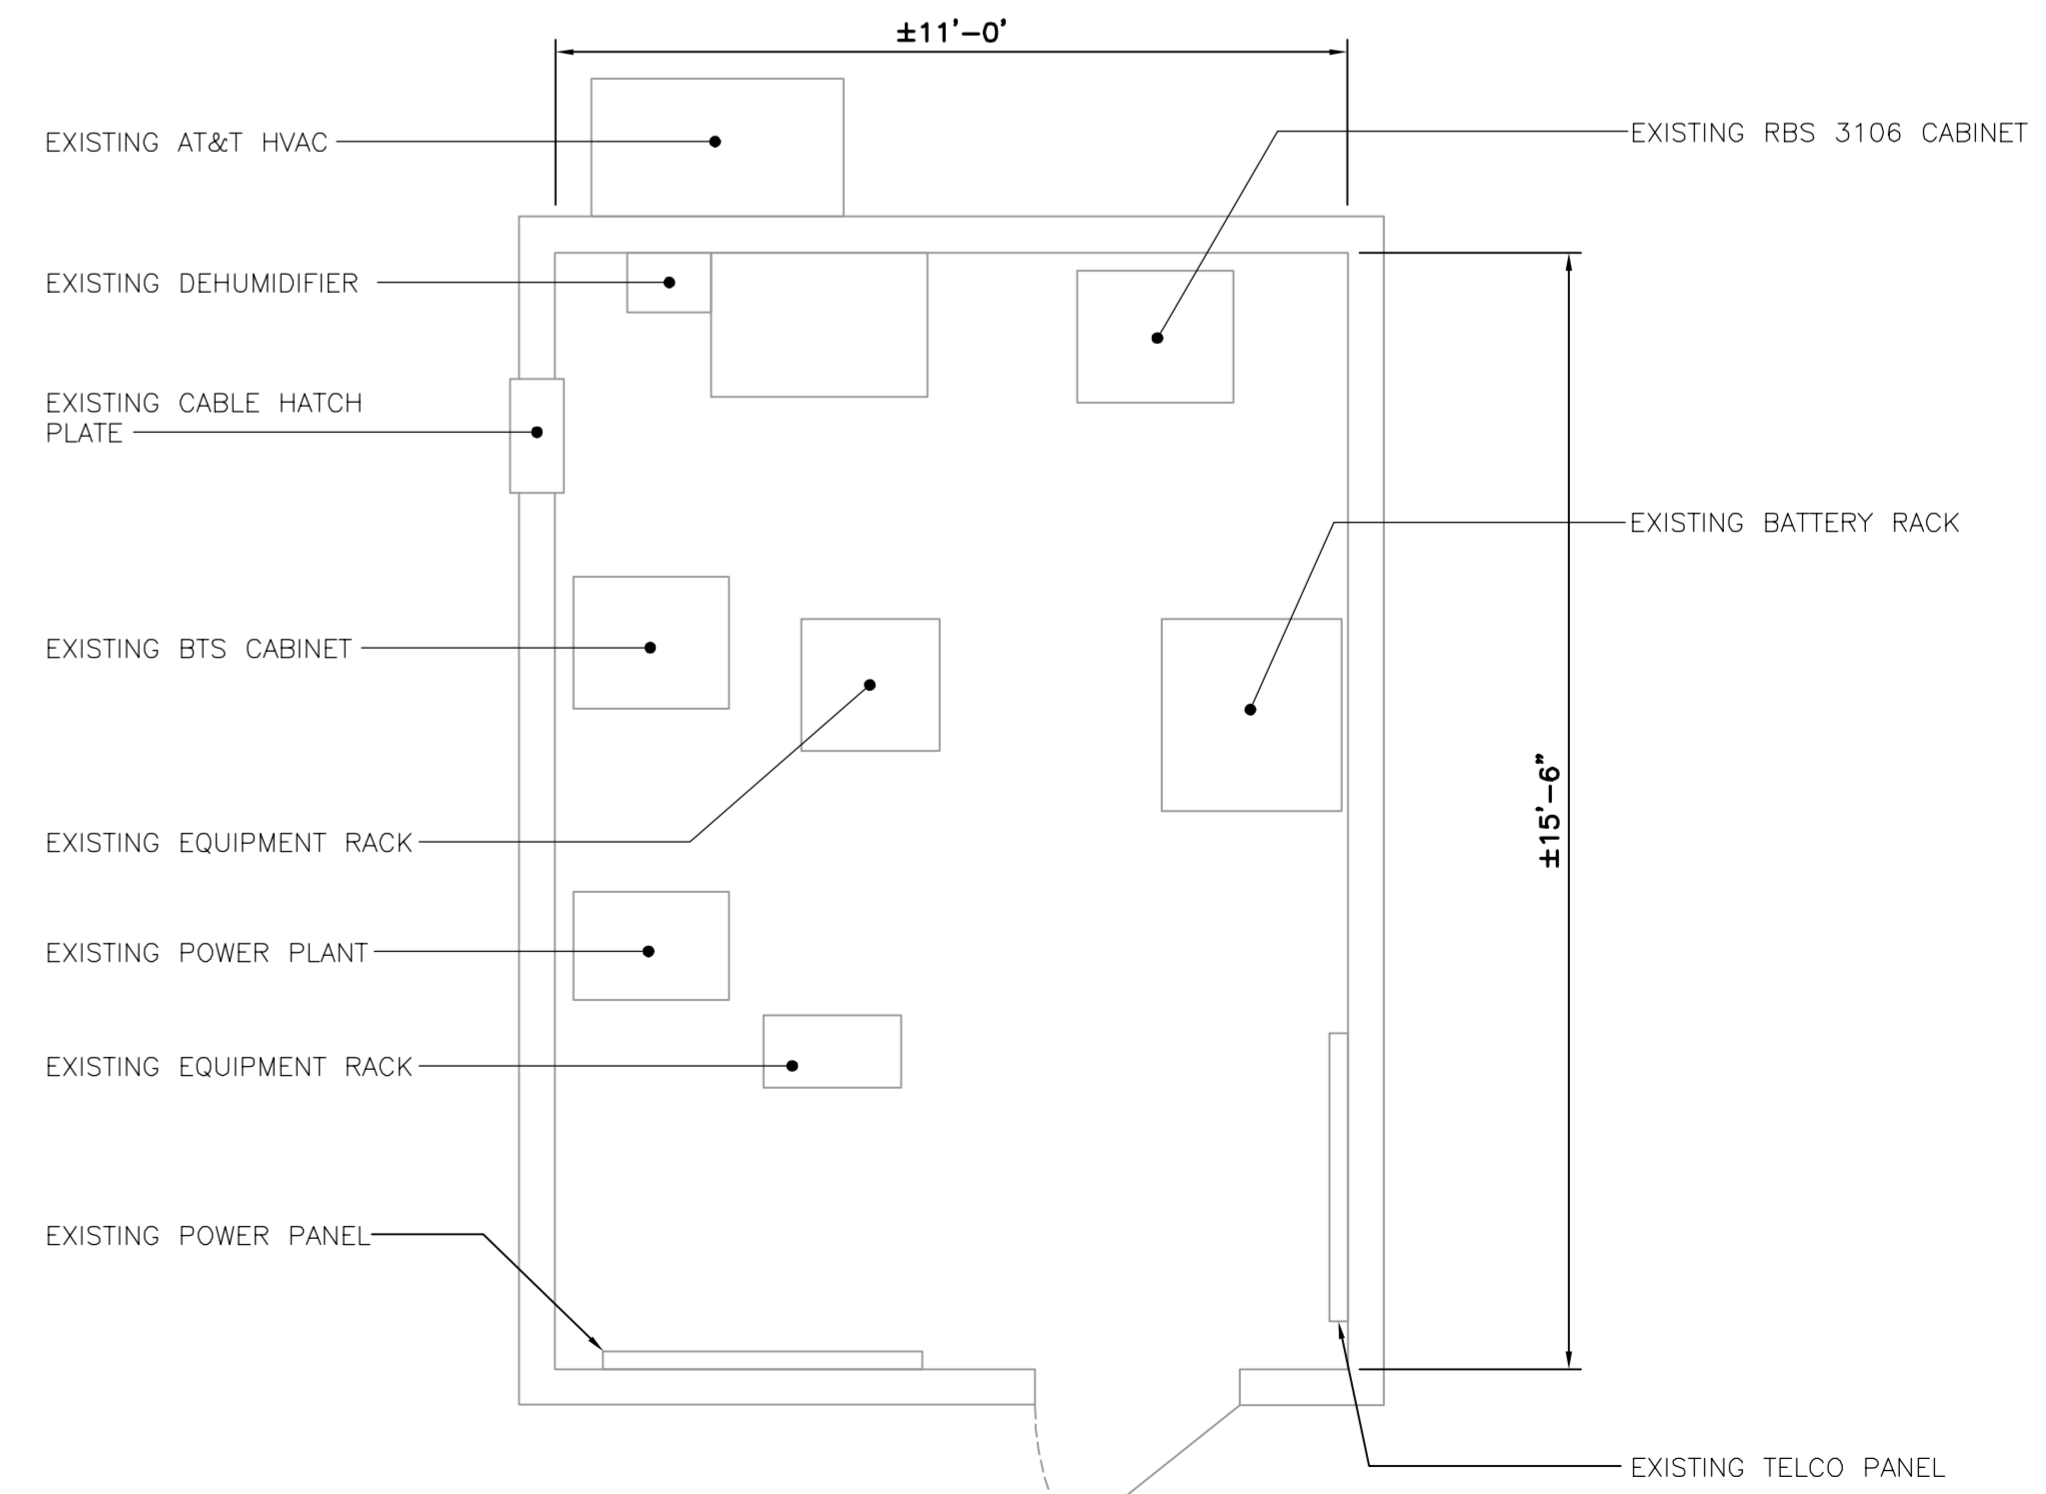 ±11'-0'
EXISTING AT&T HVAC
EXISTING RBS 3106 CABINET
EXISTING DEHUMIDIFIER
EXISTING CABLE HATCH
PLATE
EXISTING BATTERY RACK
EXISTING BTS CABINET
±15'-6"
EXISTING EQUIPMENT RACK
EXISTING POWER PLANT
EXISTING EQUIPMENT RACK
EXISTING POWER PANEL
EXISTING TELCO PANEL